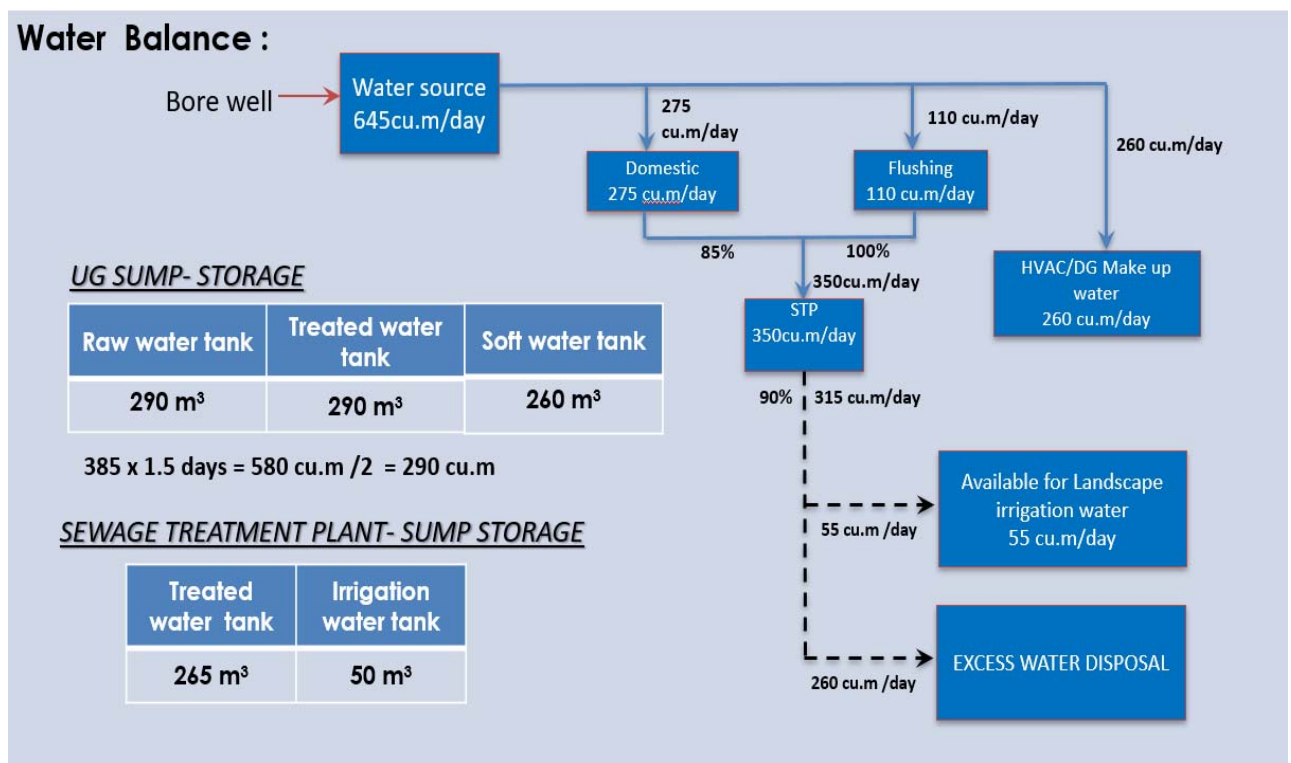 Water Balance :
Bore well
Water source
645cu.m/day
275
cu.m/day
110 cu.m/day
260 cu.m/day
Domestic
275 cu.m/day
Flushing
110 cu.m/day
85%
100%
HVAC/DG Make up
water
260 cu.m/day
350cu.m/day
STP
350cu.m/day
90%
315 cu.m/day
UG SUMP- STORAGE
Raw water tank
Treated water
tank
Soft water tank
290 m³
290 m³
260 m³
385 x 1.5 days = 580 cu.m /2 = 290 cu.m
Available for Landscape
irrigation water
55 cu.m/day
55 cu.m /day
SEWAGE TREATMENT PLANT- SUMP STORAGE
Treated
water tank
Irrigation
water tank
265 m³
50 m³
EXCESS WATER DISPOSAL
260 cu.m /day